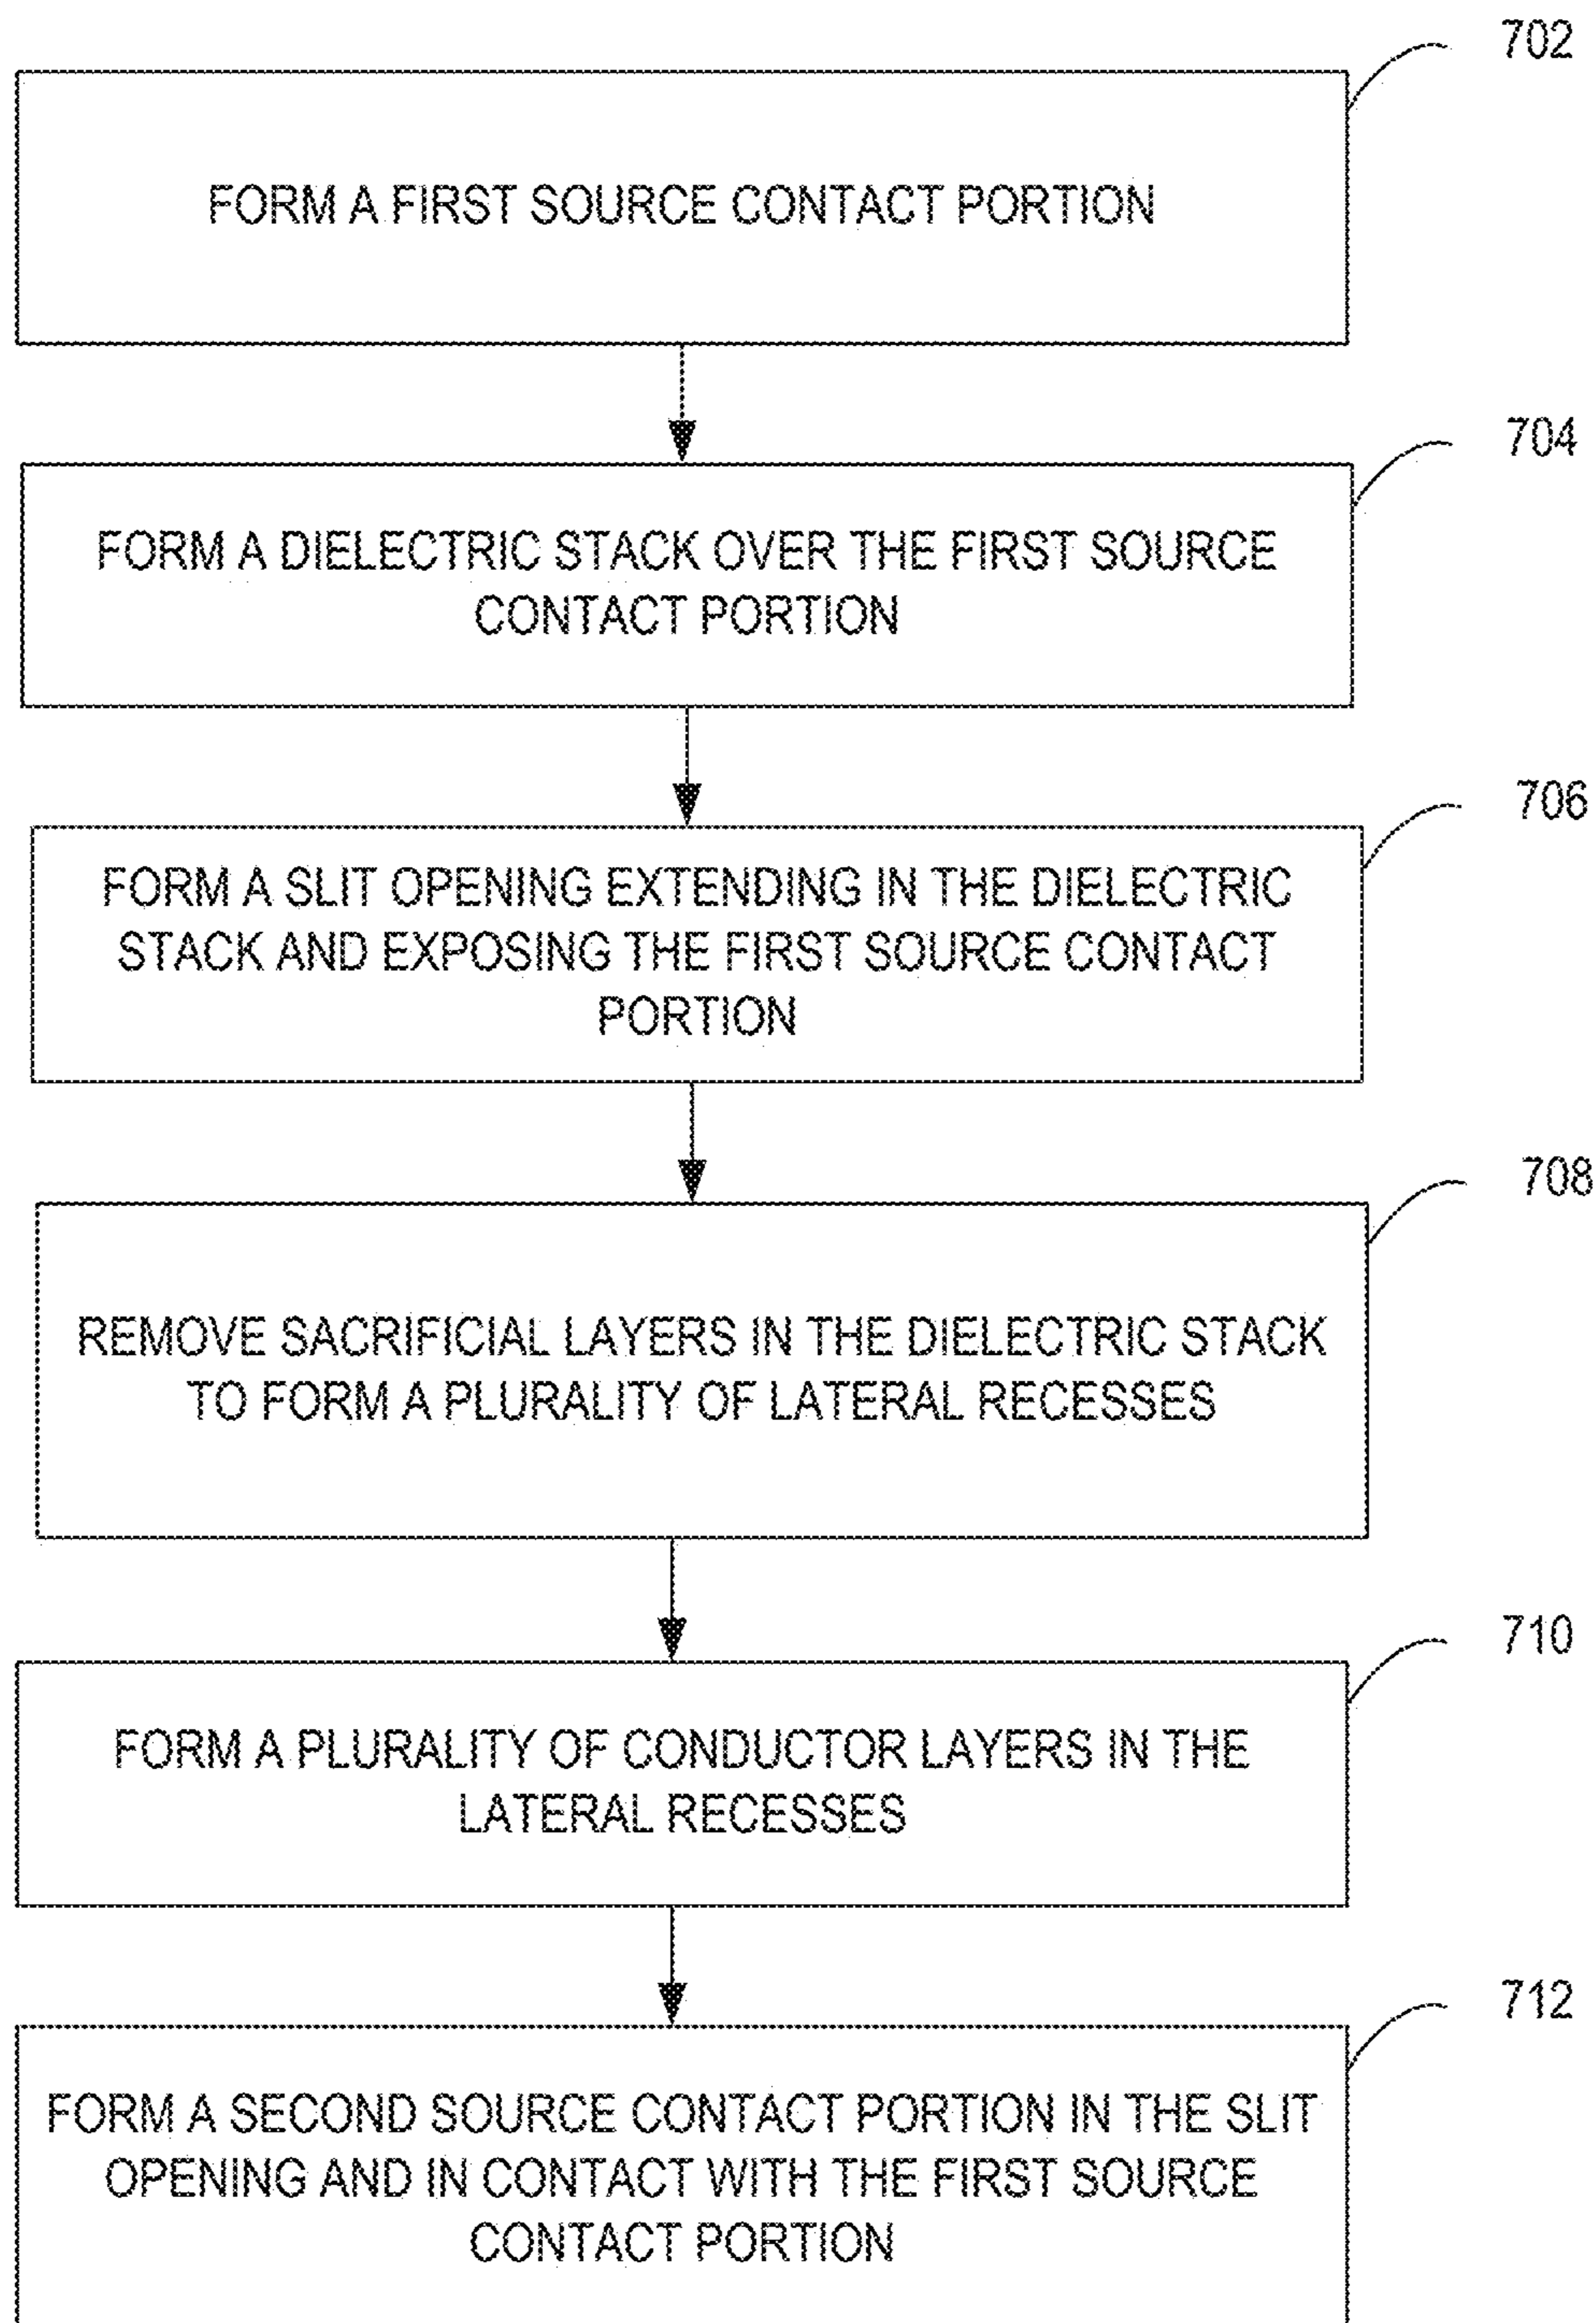 702
FORM A FIRST SOURCE CONTACT PORTION
704
FORM A DIELECTRIC STACK OVER THE FIRST SOURCE
CONTACT PORTION
706
FORM A SLIT OPENING EXTENDING IN THE DIELECTRIC
STACK AND EXPOSING THE FIRST SOURCE CONTACT
PORTION
708
REMOVE SACRIFICIAL LAYERS IN THE DIELECTRIC STACK
TO FORM A PLURALITY OF LATERAL RECESSES
710
FORM A PLURALITY OF CONDUCTOR LAYERS IN THE
LATERAL RECESSES
712
FORM A SECOND SOURCE CONTACT PORTION IN THE SLIT
OPENING AND IN CONTACT WITH THE FIRST SOURCE
CONTACT PORTION